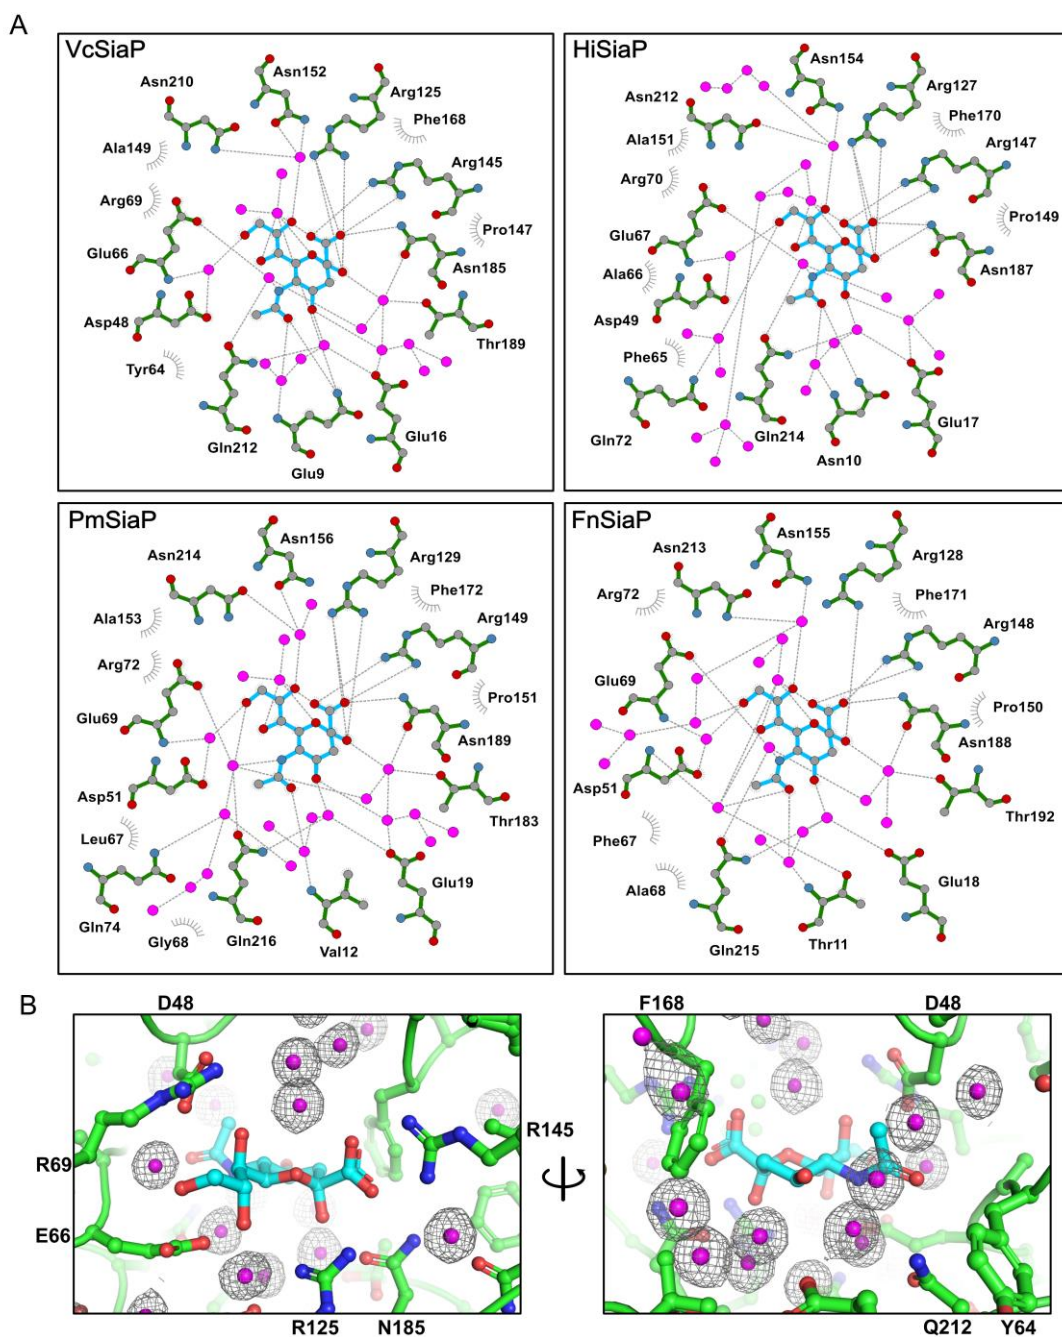 A
VcSiaP
Asn210
Asn152
Arg125
Phe168
Ala149
Arg145
Arg69
Pro147
Glu66
Asn185
Asp48
Thr189
Tyr64
Gln212
Glu9
Glu16
HiSiaP
Asn154
Asn212
Arg127
Phe170
Ala151
Arg147
Arg70
Pro149
Glu67
Ala66
Asn187
Asp49
Phe65
Gln72
Gln214
Asn10
Glu17
PmSiaP
Asn214
Asn156
Arg129
Phe172
Ala153
Arg149
Arg72
Pro151
Glu69
Asn189
Asp51
Thr183
Leu67
Glu19
Gln74
Gly68
Gln216
Val12
FnSiaP
Asn213
Asn155
Arg128
Arg72
Phe171
Arg148
Glu69
Pro150
Asn188
Asp51
Thr192
Phe67
Ala68
Glu18
Gln215
Thr11
B
D48
F168
D48
R145
R69
E66
R125
N185
Q212
Y64